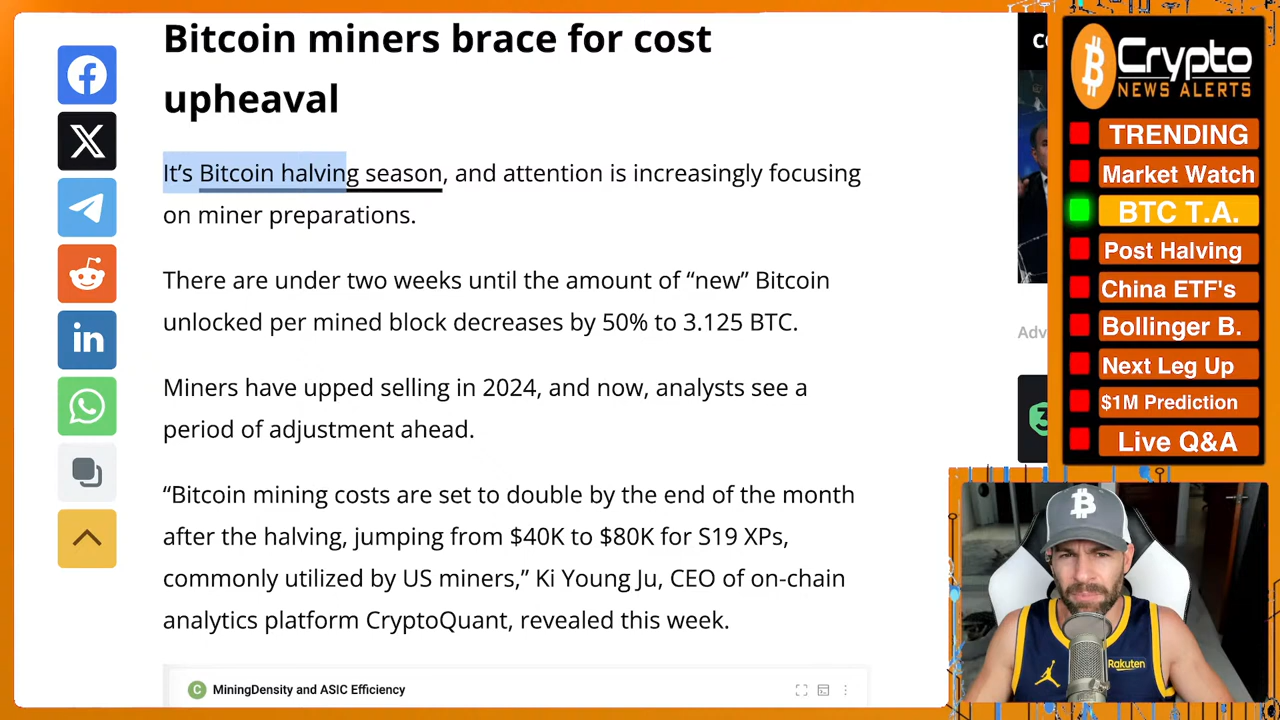 Bitcoin miners brace for cost
upheaval
It’s Bitcoin halving season, and attention is increasingly focusing
on miner preparations.
There are under two weeks until the amount of “new” Bitcoin
unlocked per mined block decreases by 50% to 3.125 BTC.
Miners have upped selling in 2024, and now, analysts see a
period of adjustment ahead.
“Bitcoin mining costs are set to double by the end of the month
after the halving, jumping from $40K to $80K for S19 XPs,
commonly utilized by US miners,” Ki Young Ju, CEO of on-chain
analytics platform CryptoQuant, revealed this week.
MiningDensity and ASIC Efficiency
Adv
Crypto
NEWS ALERTS
TRENDING
Market Watch
BTC T.A.
Post Halving
China ETF's
Bollinger B.
Next Leg Up
$1M Prediction
Live Q&A
Rakuten